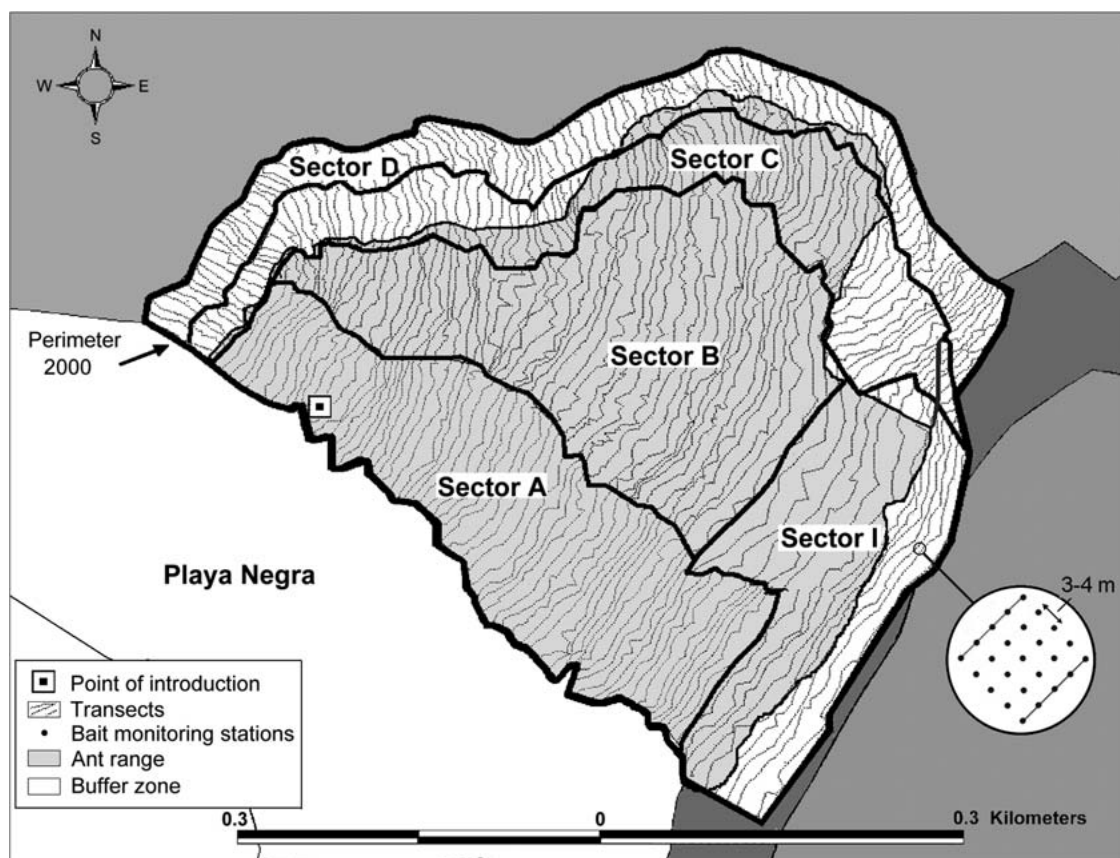 N
W E
S
Sector D
Sector C
Perimeter
2000
Sector B
Sector A
Sector I
Playa Negra
3-4 m
Point of introduction
Transects
Bait monitoring stations
Ant range
Buffer zone
0.3 0 0.3 Kilometers